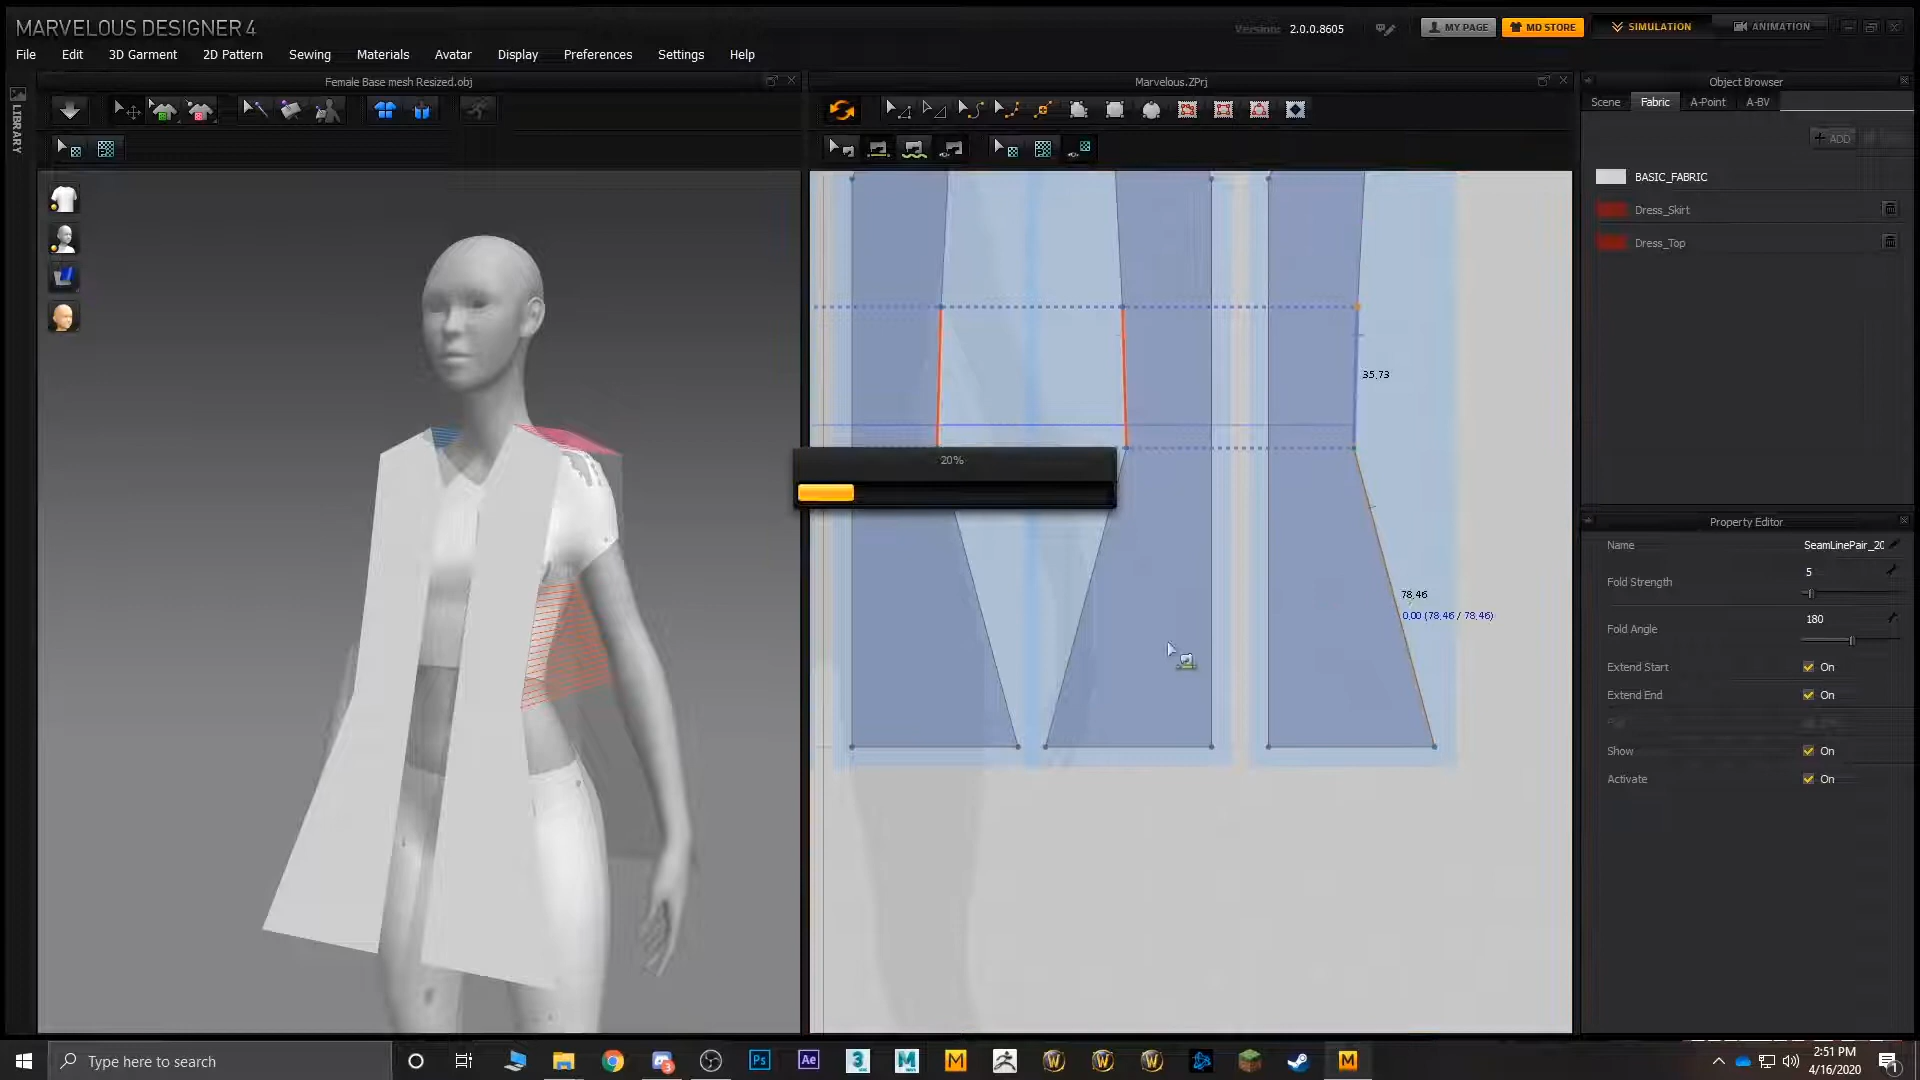 MARVELOUS DESIGNER 4
Version: 2.0.0.8605
MY PAGE
MD STORE
SIMULATION
ANIMATION
File Edit 3D Garment 2D Pattern Sewing Materials Avatar Display Preferences Settings Help
Female Base mesh Resized.obj
Marvelous.ZPrj
Object Browser
LIBRARY
Scene Fabric A-Point A-BV
+ ADD
BASIC_FABRIC
Dress_Skirt
Dress_Top
35,73
20%
78,46
0,00 (78,46 / 78,46)
Property Editor
Name SeamLinePair_20
Fold Strength 5
Fold Angle 180
Extend Start On
Extend End On
Show On
Activate On
Type here to search
Ps
Ae
3
M
M
W
W
W
M
2:51 PM
4/16/2020